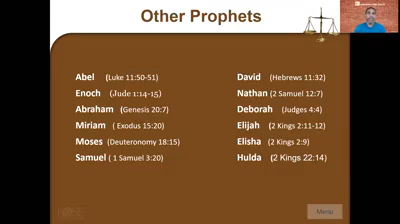 Other Prophets
Abel (Luke 11:50-51)
Enoch (Jude 1:14-15)
Abraham (Genesis 20:7)
Miriam ( Exodus 15:20)
Moses (Deuteronomy 18:15)
Samuel ( 1 Samuel 3:20)
David (Hebrews 11:32)
Nathan (2 Samuel 12:7)
Deborah (Judges 4:4)
Elijah (2 Kings 2:11-12)
Elisha (2 Kings 2:9)
Hulda (2 Kings 22:14)
Menu